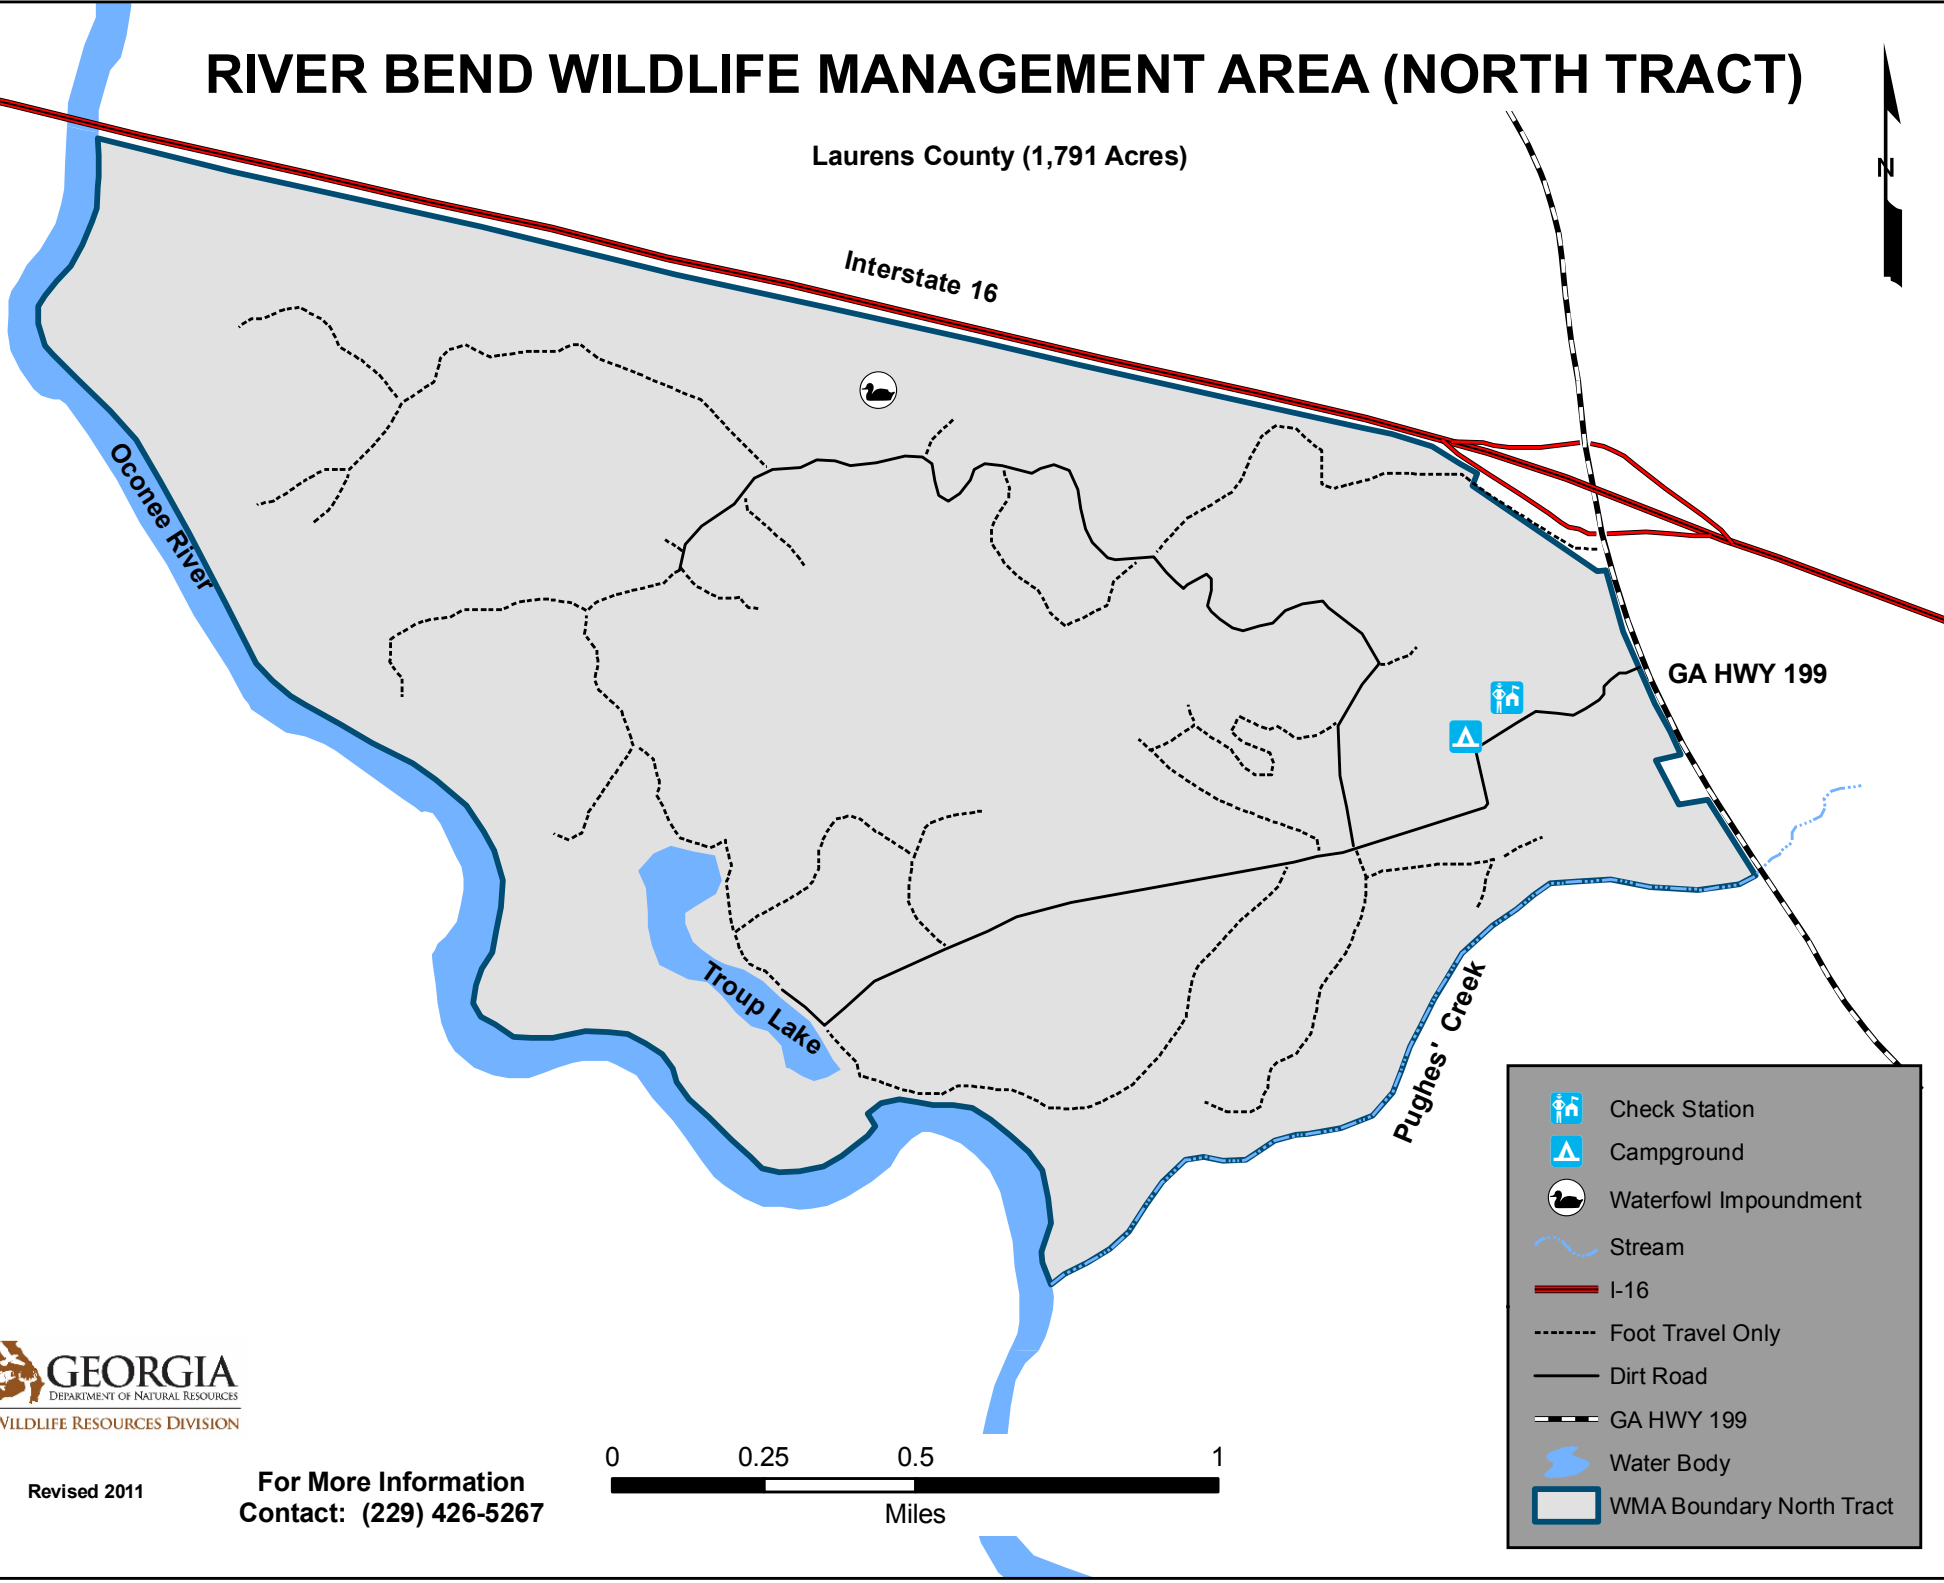 RIVER BEND WILDLIFE MANAGEMENT AREA (NORTH TRACT)
Laurens County (1,791 Acres)
N
Interstate 16
Oconee River
GA HWY 199
Troup Lake
Pughes' Creek
Check Station
Campground
Waterfowl Impoundment
Stream
I-16
Foot Travel Only
Dirt Road
GA HWY 199
Water Body
WMA Boundary North Tract
GEORGIA
DEPARTMENT OF NATURAL RESOURCES
WILDLIFE RESOURCES DIVISION
Revised 2011
For More Information
Contact: (229) 426-5267
0 0.25 0.5 1
Miles